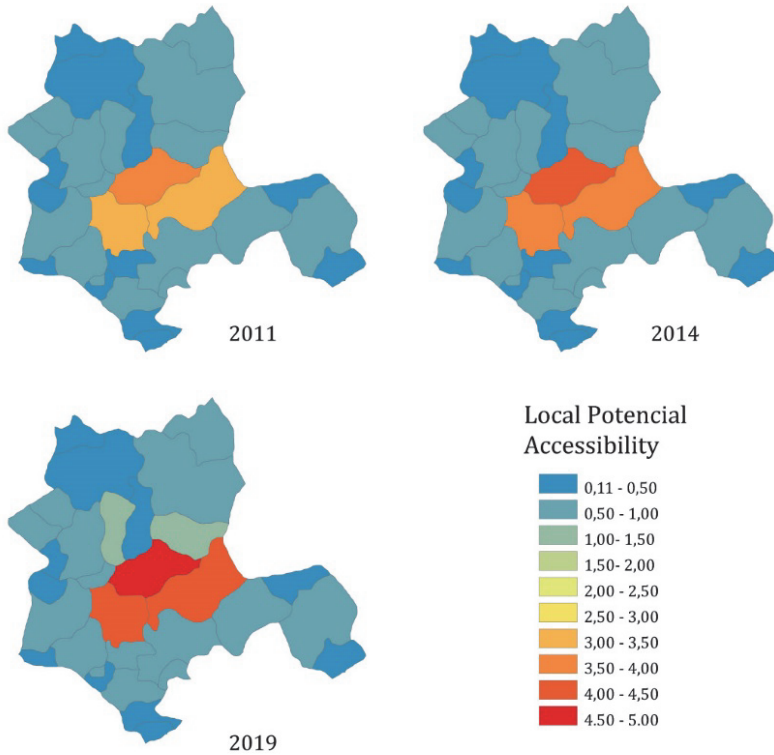 2011
2014
2019
Local Potencial
Accessibility
0,11 - 0,50
0,50 - 1,00
1,00 - 1,50
1,50 - 2,00
2,00 - 2,50
2,50 - 3,00
3,00 - 3,50
3,50 - 4,00
4,00 - 4,50
4.50 - 5.00